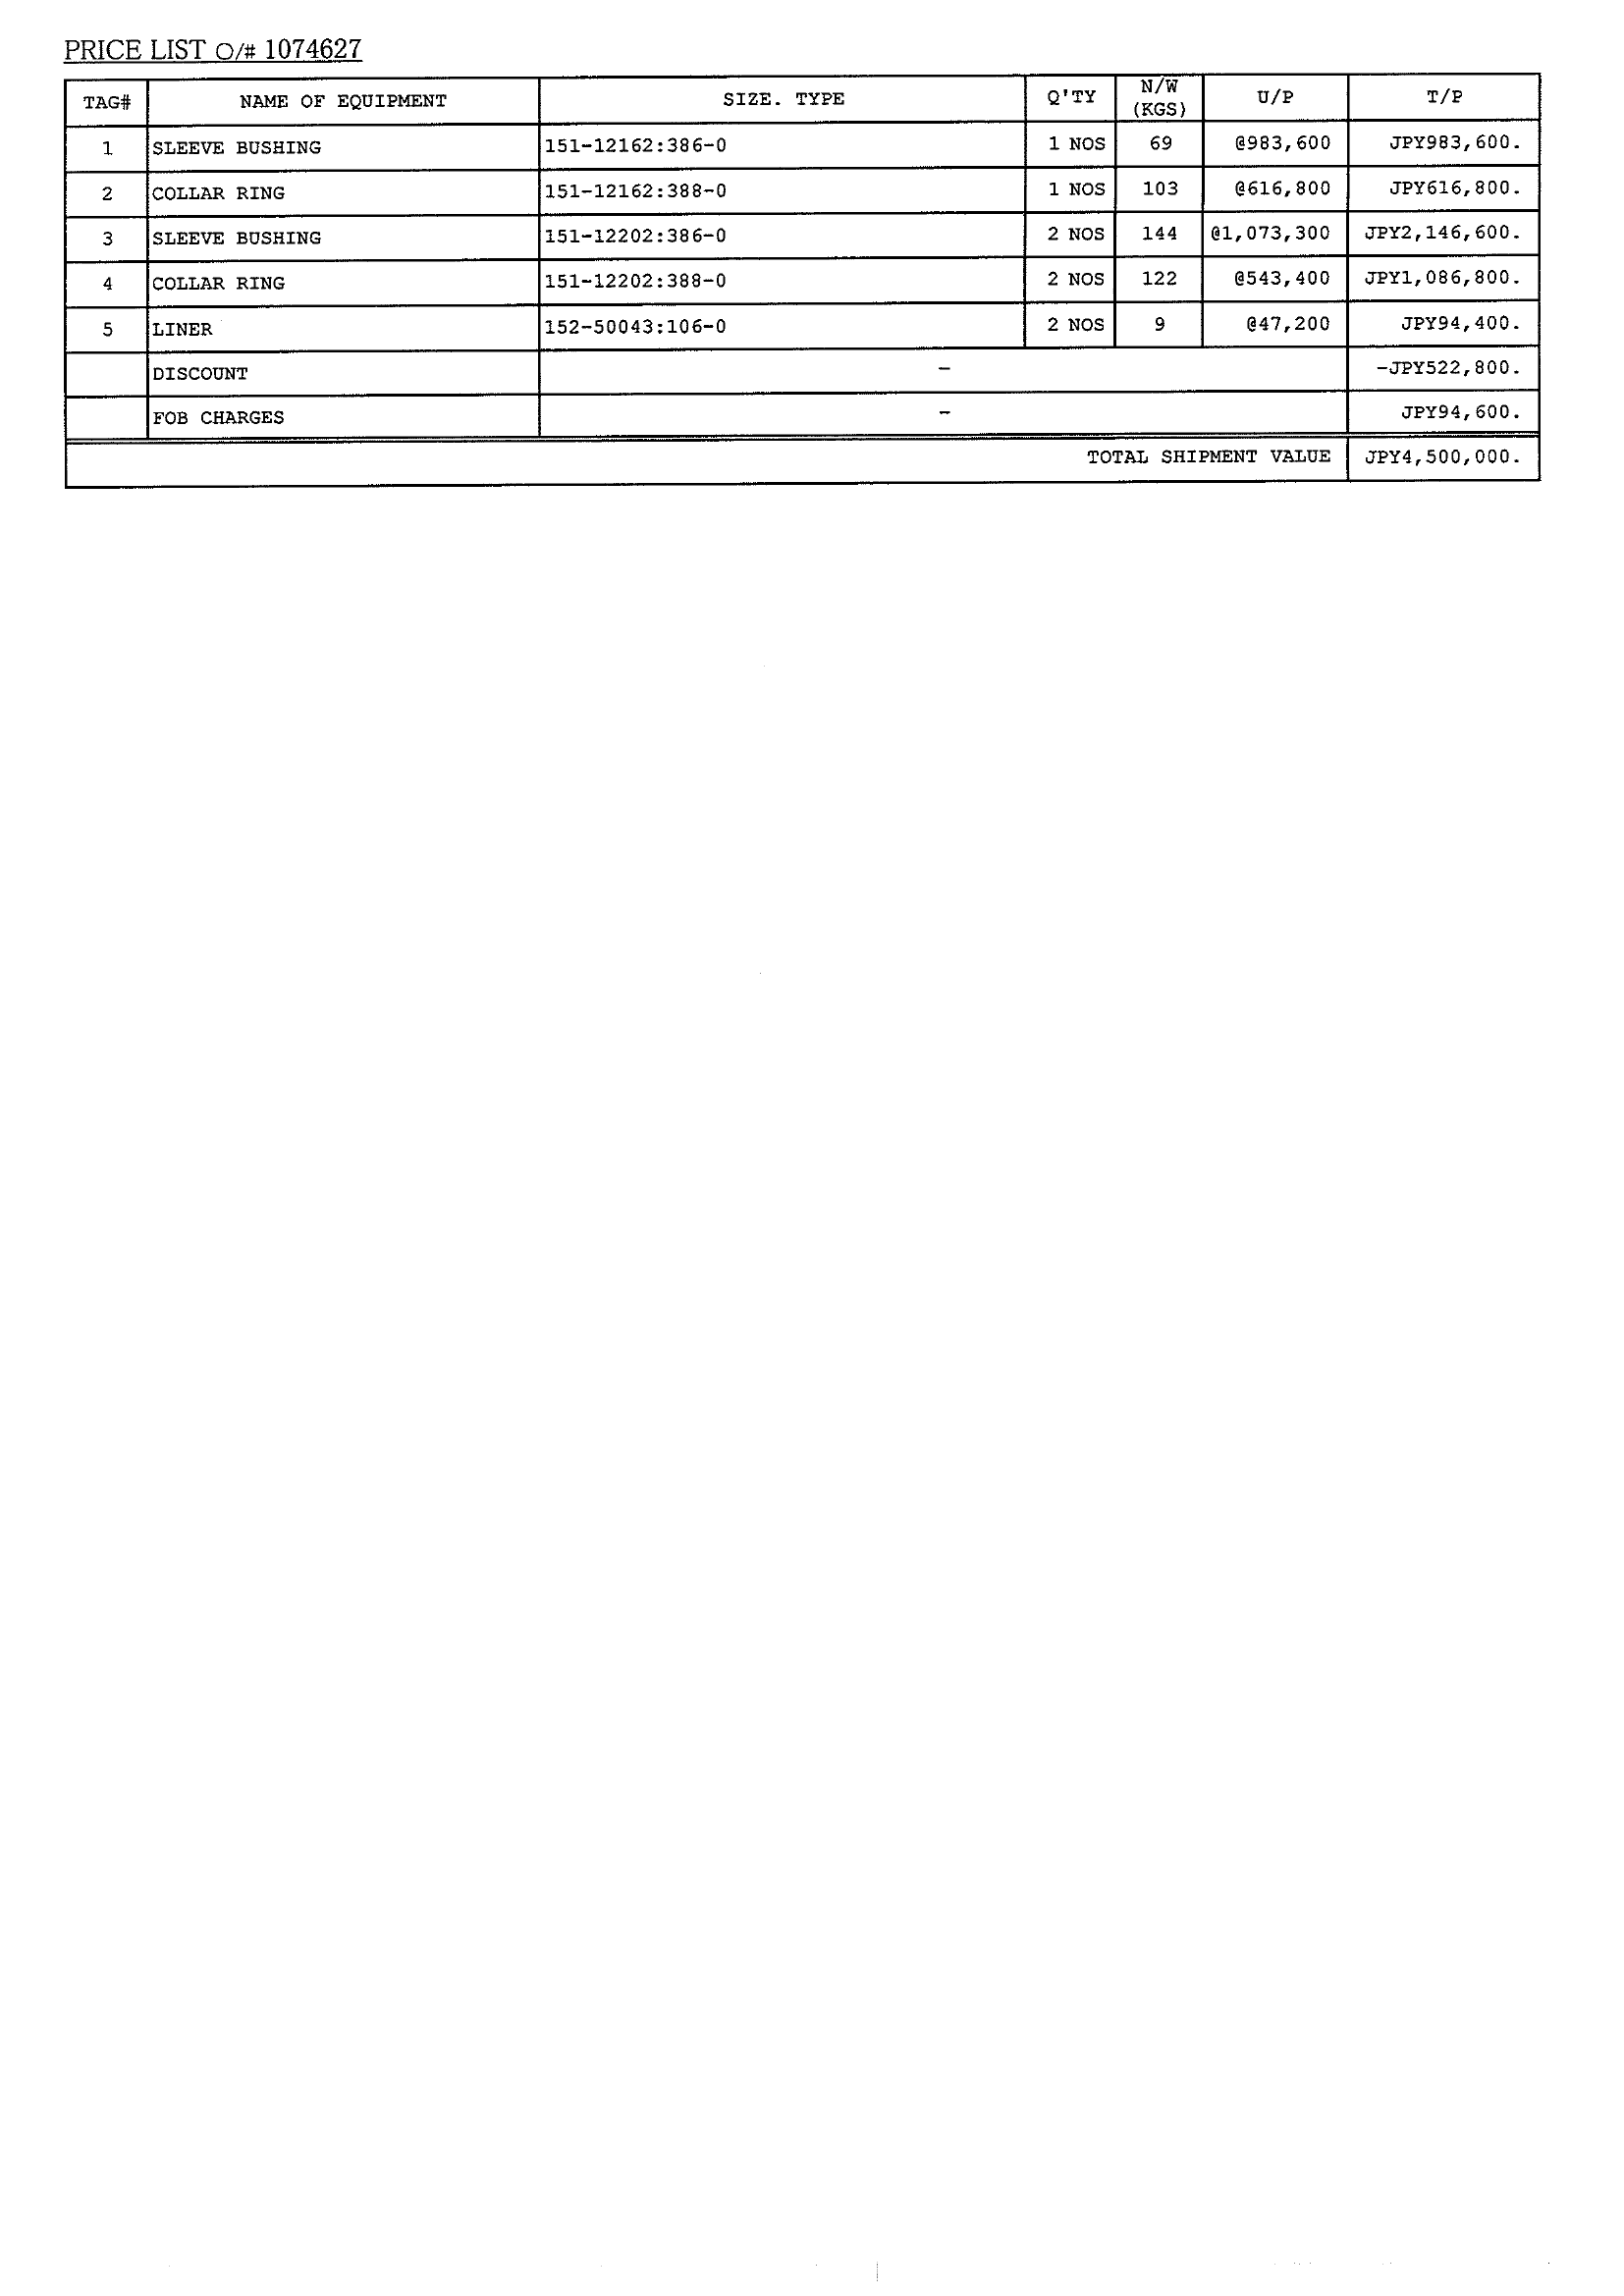 PRICE LIST O/# 1074627
TAG# NAME OF EQUIPMENT SIZE. TYPE Q'TY N/W (KGS) U/P T/P
1 SLEEVE BUSHING 151-12162:386-0 1 NOS 69 @983,600 JPY983,600.
2 COLLAR RING 151-12162:388-0 1 NOS 103 @616,800 JPY616,800.
3 SLEEVE BUSHING 151-12202:386-0 2 NOS 144 @1,073,300 JPY2,146,600.
4 COLLAR RING 151-12202:388-0 2 NOS 122 @543,400 JPY1,086,800.
5 LINER 152-50043:106-0 2 NOS 9 @47,200 JPY94,400.
DISCOUNT - -JPY522,800.
FOB CHARGES - JPY94,600.
TOTAL SHIPMENT VALUE JPY4,500,000.